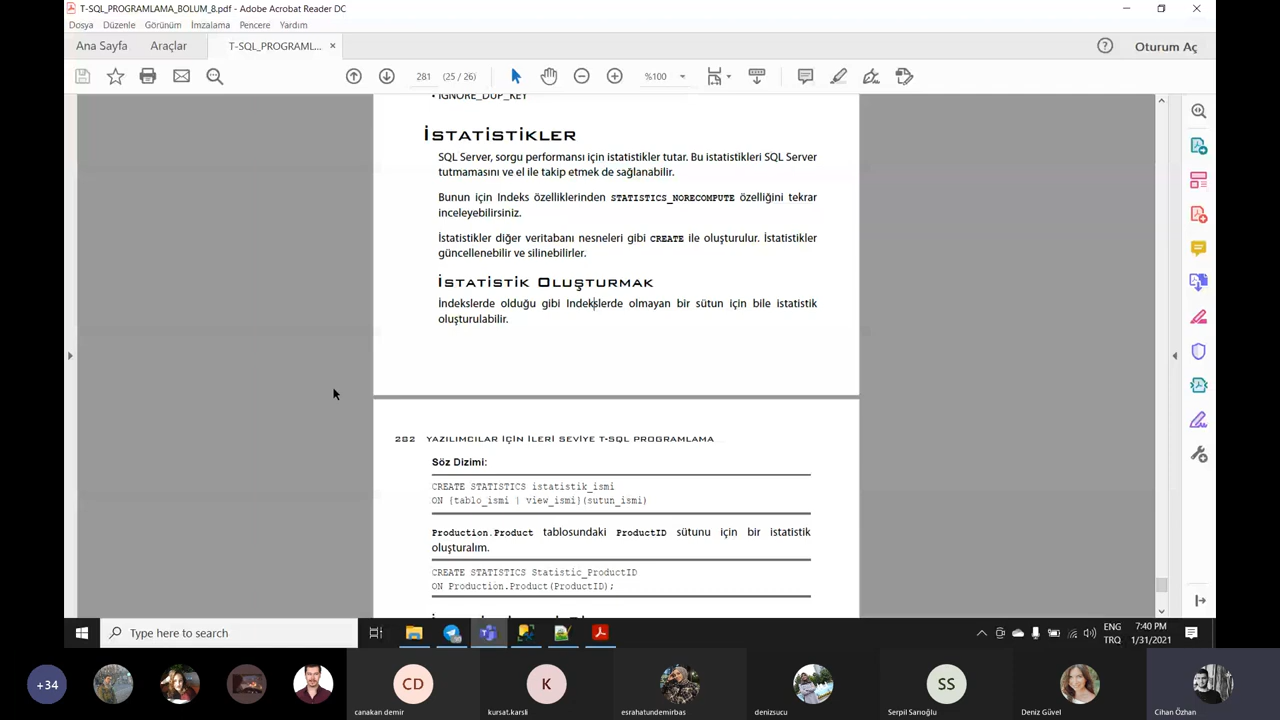 T-SQL_PROGRAMLAMA_BOLUM_8.pdf - Adobe Acrobat Reader DC
Dosya Düzenle Görünüm İmzalama Pencere Yardım
Ana Sayfa Araçlar T-SQL_PROGRAML... × Oturum Aç
281 (25 / 26) %100
• IGNORE_DUP_KEY
İSTATİSTİKLER
SQL Server, sorgu performansı için istatistikler tutar. Bu istatistikleri SQL Server
tutmamasını ve el ile takip etmek de sağlanabilir.
Bunun için Indeks özelliklerinden STATISTICS_NORECOMPUTE özelliğini tekrar
inceleyebilirsiniz.
İstatistikler diğer veritabanı nesneleri gibi CREATE ile oluşturulur. İstatistikler
güncellenebilir ve silinebilirler.
İSTATİSTİK OLUŞTURMAK
İndekslerde olduğu gibi Indekslerde olmayan bir sütun için bile istatistik
oluşturulabilir.
282 YAZILIMCILAR İÇİN İLERİ SEVİYE T-SQL PROGRAMLAMA
Söz Dizimi:
CREATE STATISTICS istatistik_ismi
ON {tablo_ismi | view_ismi}(sutun_ismi)
Production.Product tablosundaki ProductID sütunu için bir istatistik
oluşturalım.
CREATE STATISTICS Statistic_ProductID
ON Production.Product(ProductID);
Type here to search
ENG 7:40 PM
TRQ 1/31/2021
+34 CD K SS
canakan demir kursat.karsli esrahatundemirbas denizsucu Serpil Sarıoğlu Deniz Güvel Cihan Özhan